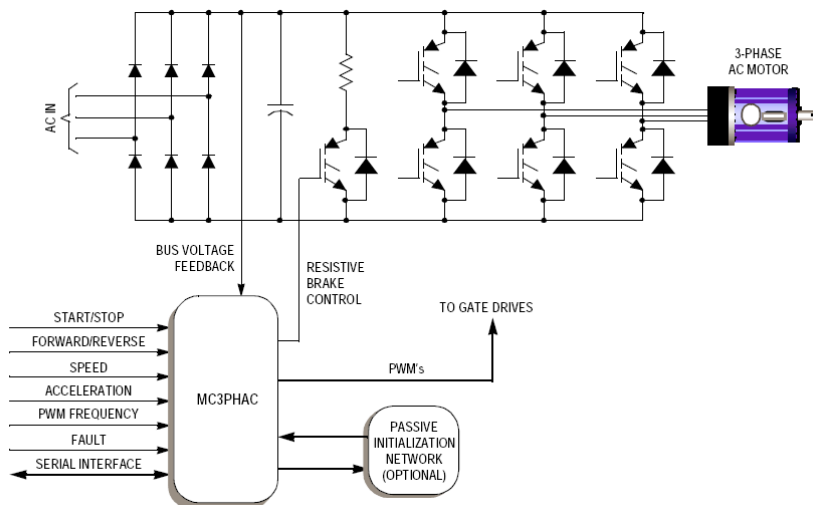 3-PHASE
AC MOTOR
AC IN
BUS VOLTAGE
FEEDBACK
RESISTIVE
BRAKE
CONTROL
TO GATE DRIVES
START/STOP
FORWARD/REVERSE
SPEED
ACCELERATION
PWM FREQUENCY
FAULT
SERIAL INTERFACE
MC3PHAC
PWM's
PASSIVE
INITIALIZATION
NETWORK
(OPTIONAL)